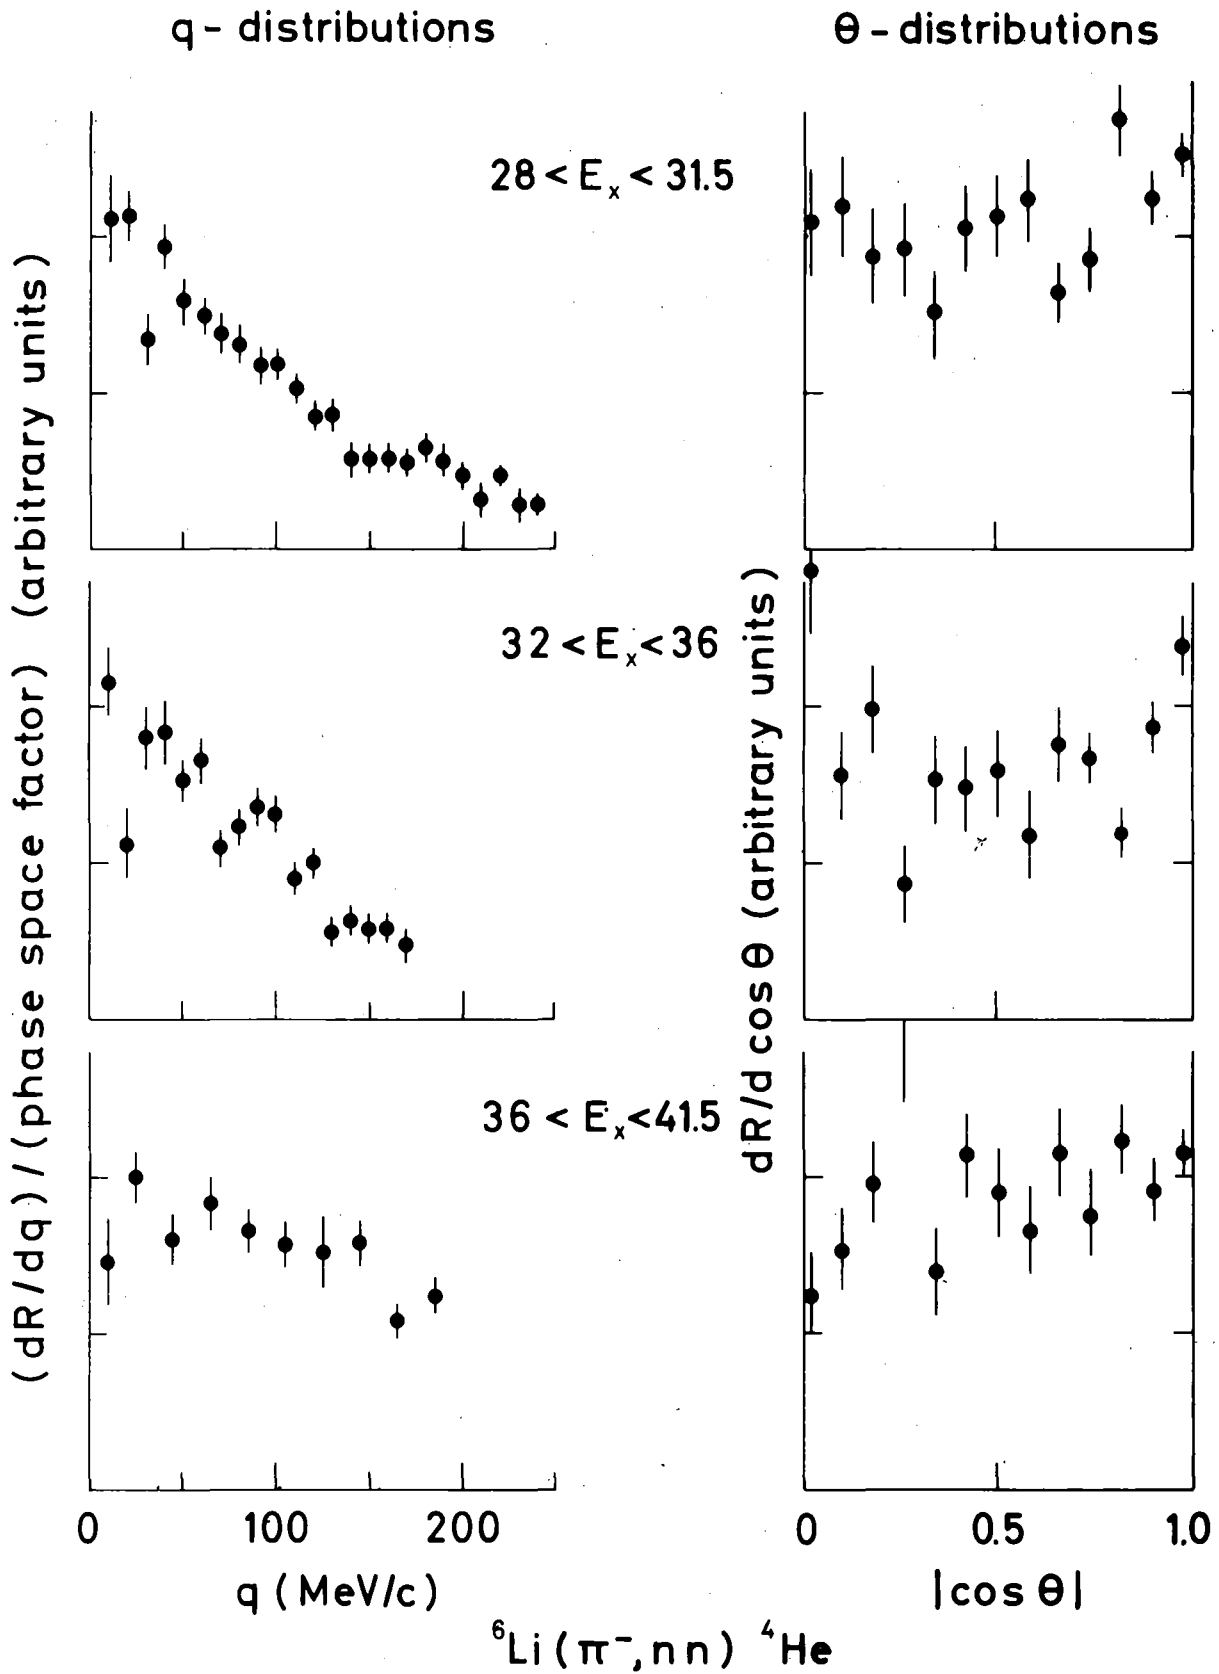 q - distributions
θ - distributions
(dR/dq) / (phase space factor) (arbitrary units)
28 < Eₓ < 31.5
32 < Eₓ < 36
dR/d cos θ (arbitrary units)
36 < Eₓ < 41.5
0 100 200
0 0.5 1.0
q (MeV/c)
|cos θ|
⁶Li (π⁻, n n) ⁴He